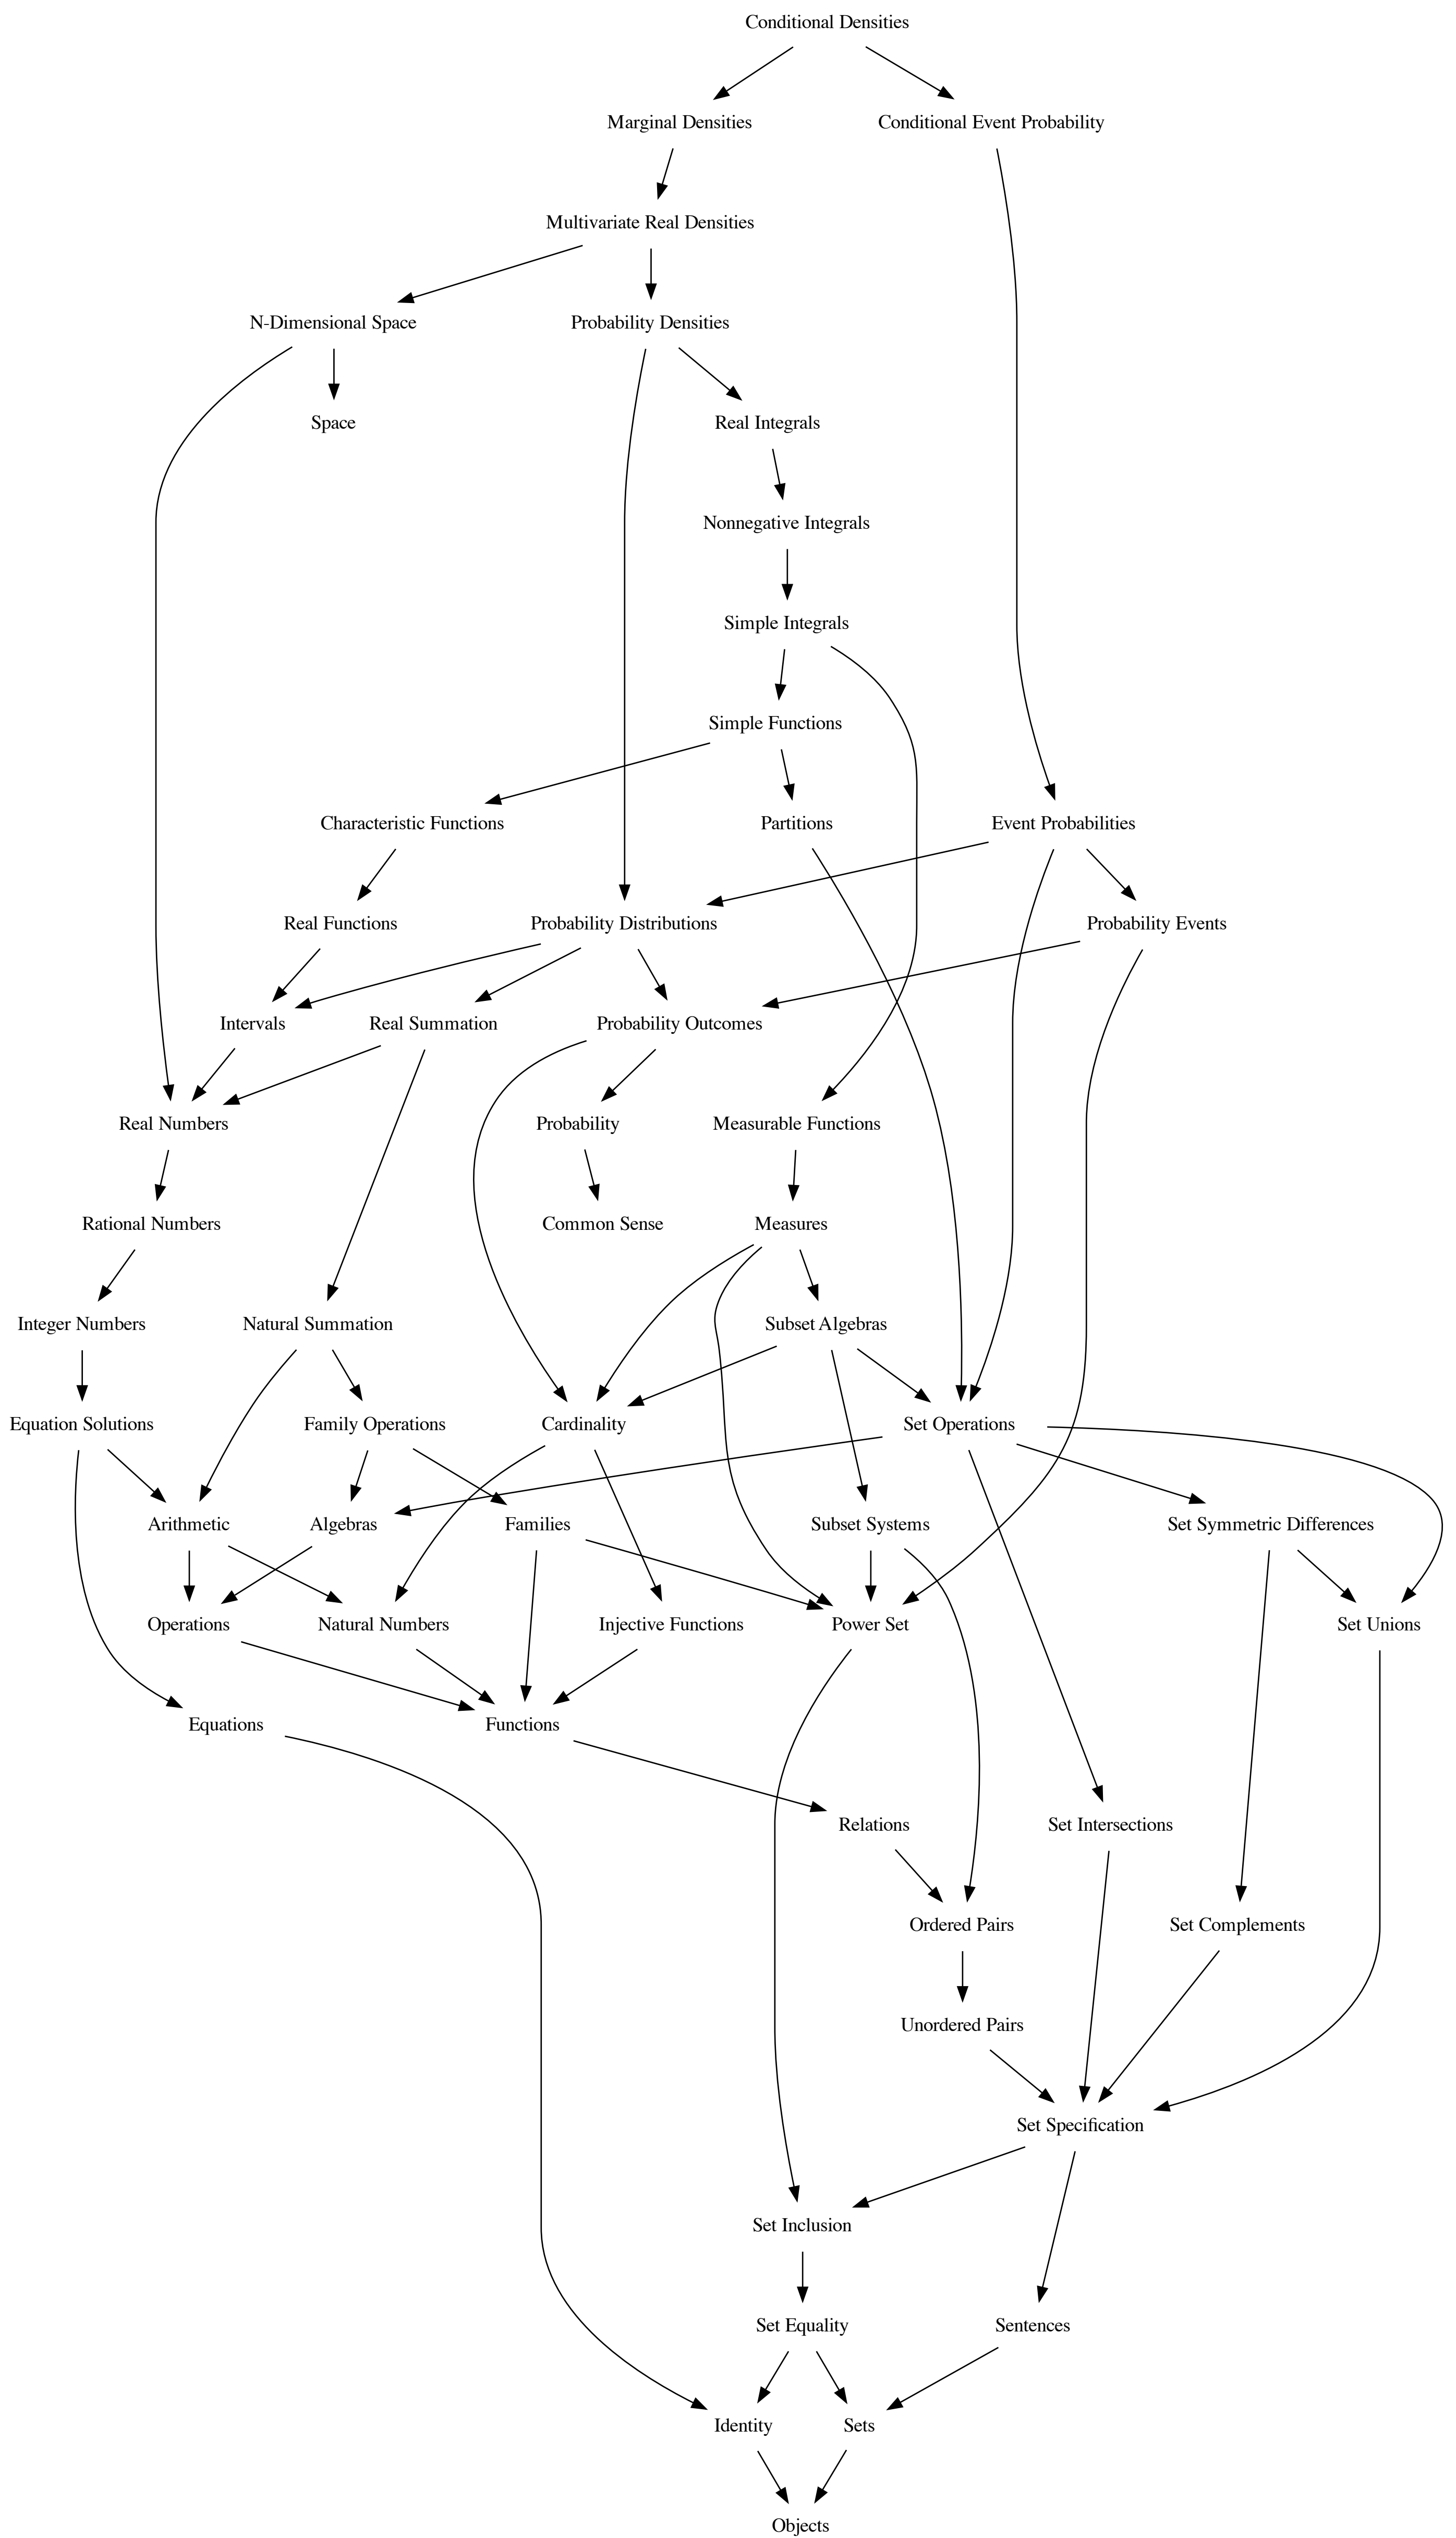 Conditional Densities
Marginal Densities
Conditional Event Probability
Multivariate Real Densities
N-Dimensional Space
Probability Densities
Space
Real Integrals
Nonnegative Integrals
Simple Integrals
Simple Functions
Characteristic Functions
Partitions
Event Probabilities
Real Functions
Probability Distributions
Probability Events
Intervals
Real Summation
Probability Outcomes
Real Numbers
Probability
Measurable Functions
Rational Numbers
Common Sense
Measures
Integer Numbers
Natural Summation
Subset Algebras
Equation Solutions
Family Operations
Cardinality
Set Operations
Arithmetic
Algebras
Families
Subset Systems
Set Symmetric Differences
Operations
Natural Numbers
Injective Functions
Power Set
Set Unions
Equations
Functions
Relations
Set Intersections
Ordered Pairs
Set Complements
Unordered Pairs
Set Specification
Set Inclusion
Set Equality
Sentences
Identity
Sets
Objects